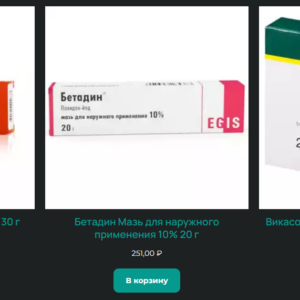 Бетадин®
Повидон-йод
мазь для наружного применения 10%
20 г
EGIS
30 г
Бетадин Мазь для наружного
применения 10% 20 г
Викасо
251,00 ₽
В корзину